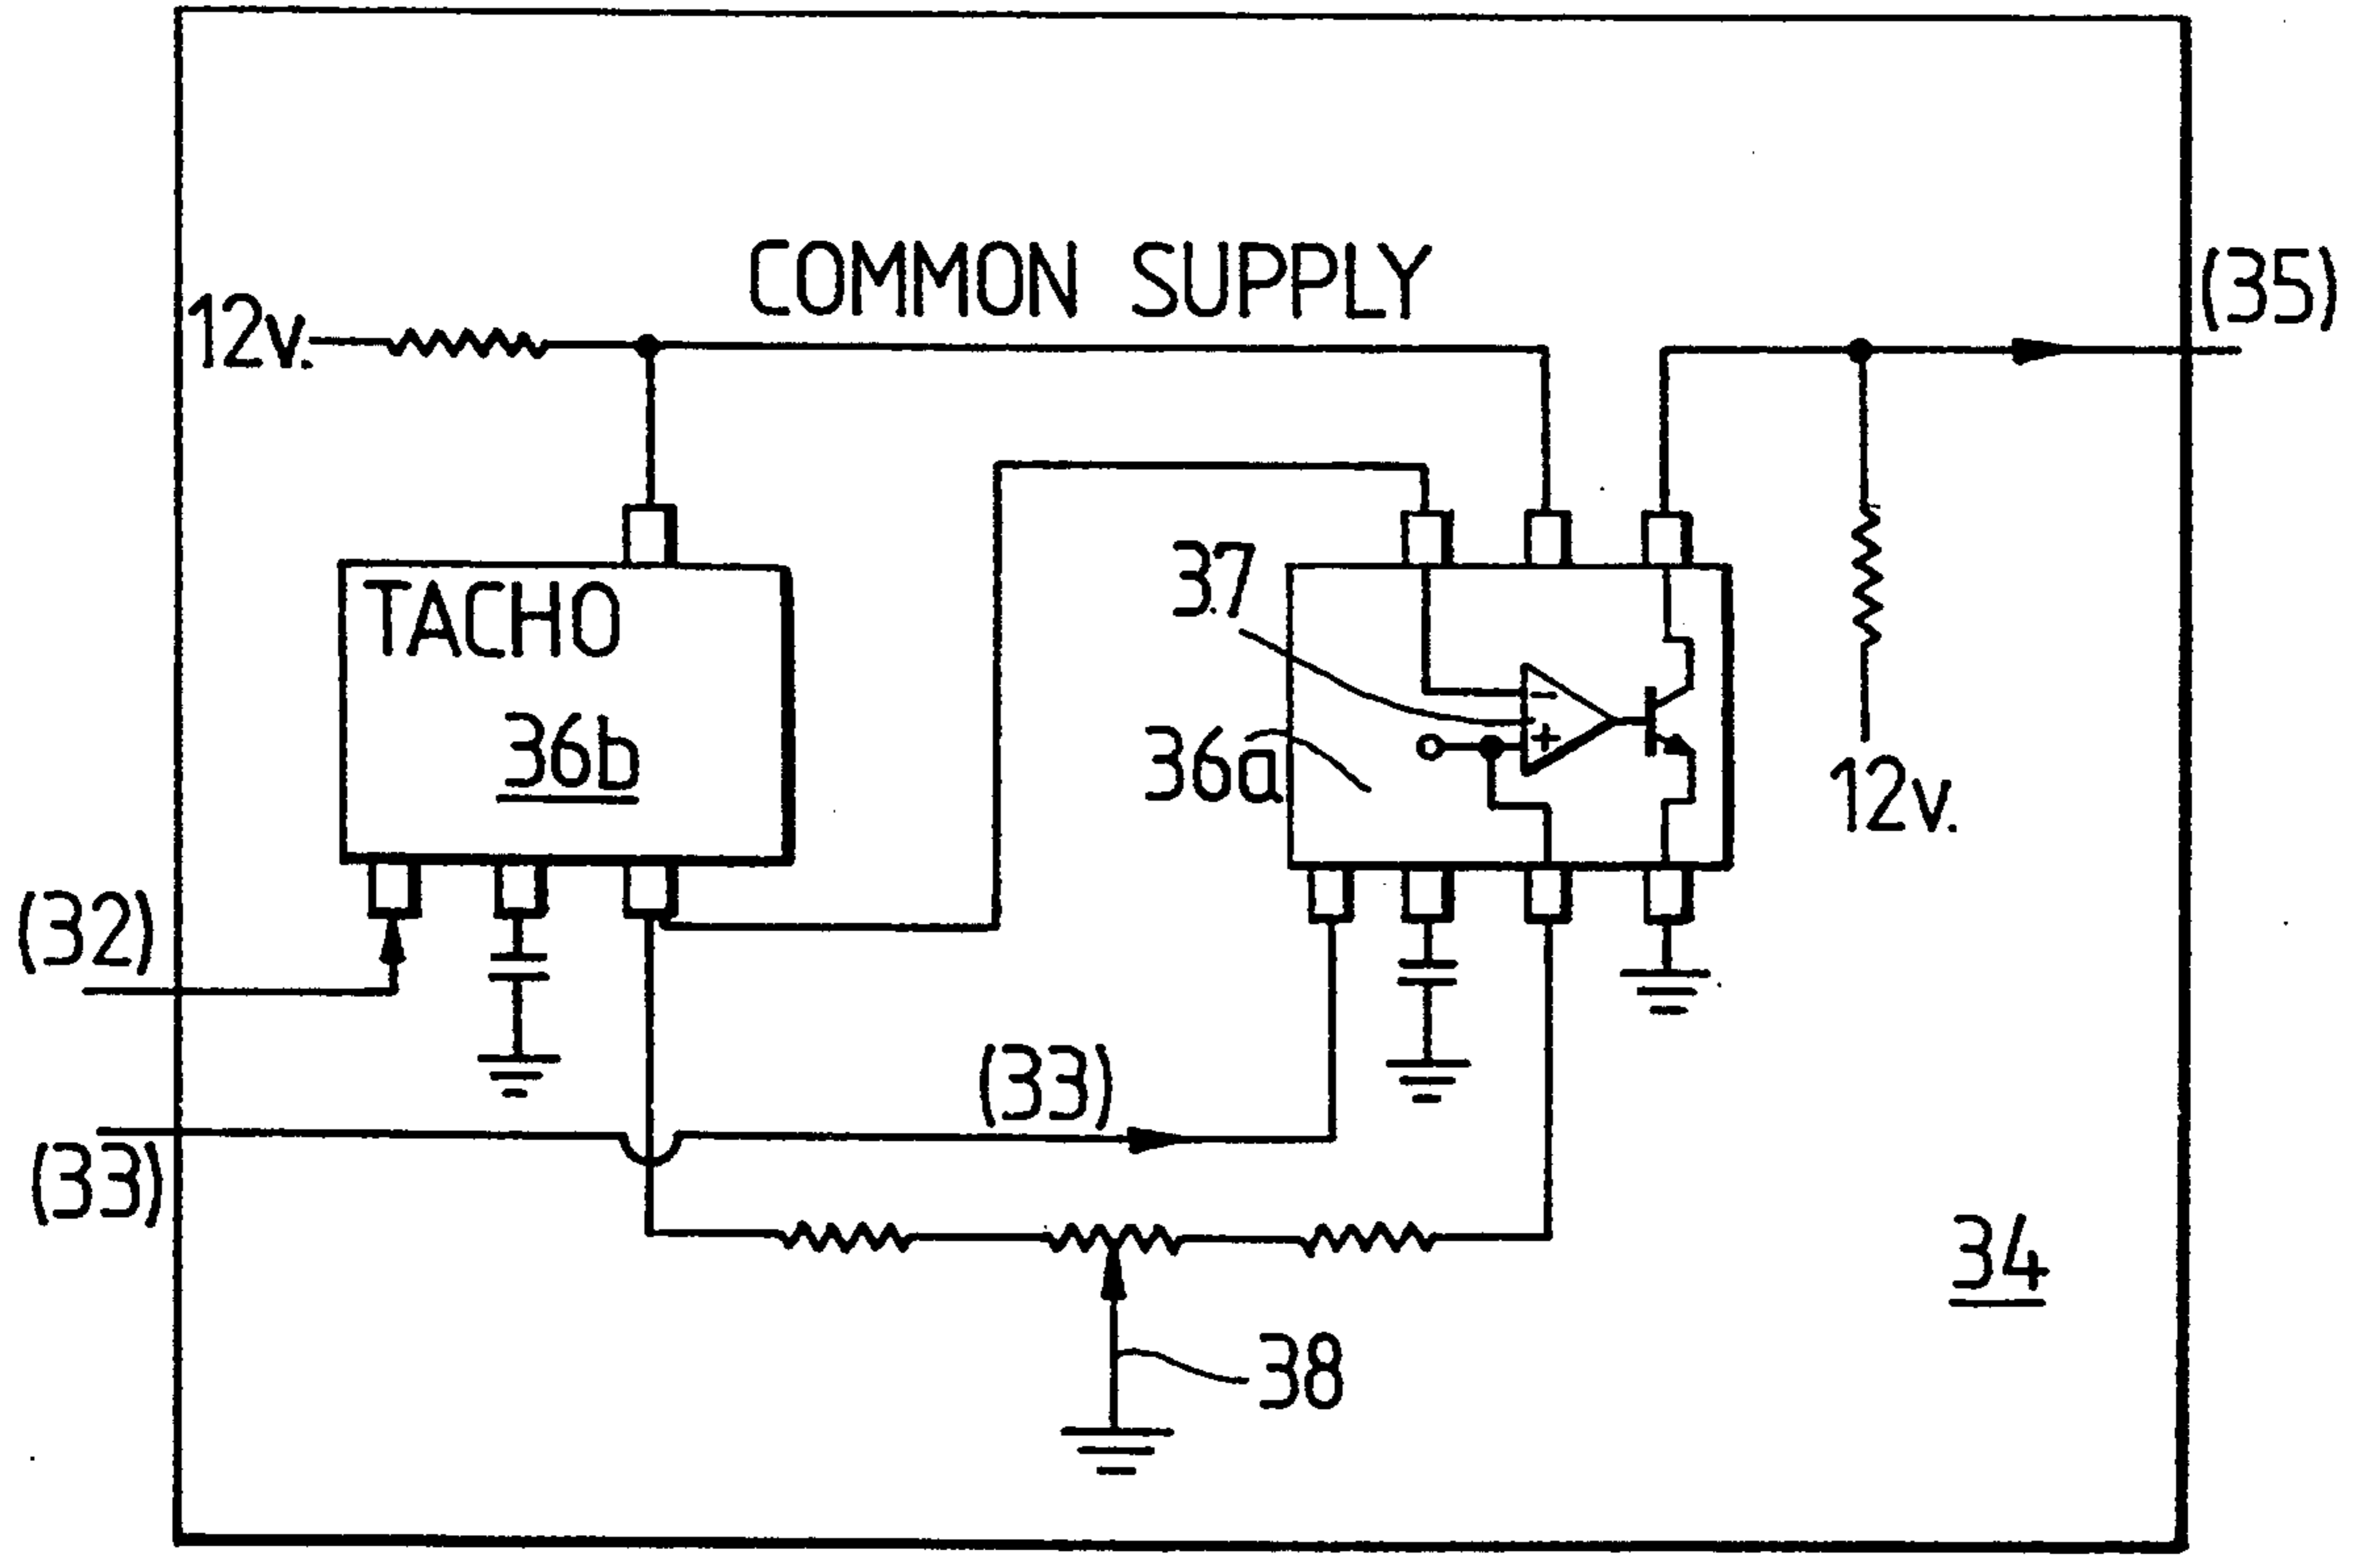 COMMON SUPPLY
(35)
12v.
37
TACHO
36b
36a
12v.
(32)
(33)
(33)
34
38